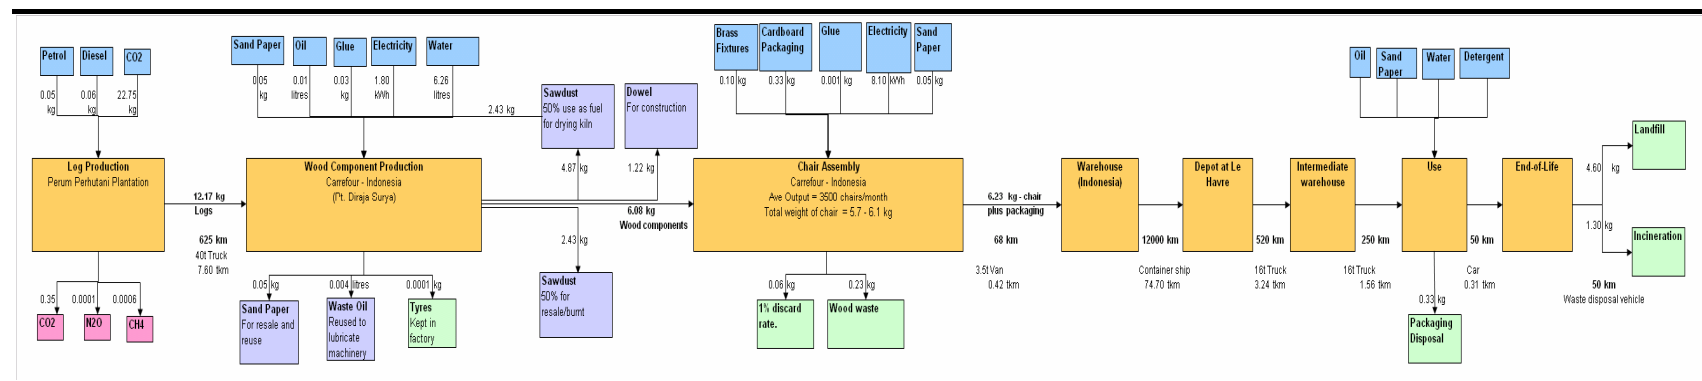 Petrol
Diesel
CO2
0.05 kg
0.06 kg
22.75 kg
Log Production
Perum Perhutani Plantation
0.35
0.0001
0.0006
CO2
N2O
CH4
12.17 kg
Logs
625 km
40t Truck
7.60 tkm
Sand Paper
Oil
Glue
Electricity
Water
0.05 kg
0.01 litres
0.03 kg
1.80 kWh
6.26 litres
2.43 kg
Wood Component Production
Carrefour - Indonesia
(Pt. Diraja Surya)
0.05 kg
0.004 litres
0.0001 kg
Sand Paper
For resale and
reuse
Waste Oil
Reused to
lubricate
machinery
Tyres
Kept in
factory
Sawdust
50% use as fuel
for drying kiln
Dowel
For construction
4.87 kg
1.22 kg
6.08 kg
Wood components
2.43 kg
Sawdust
50% for
resale/burnt
Brass
Fixtures
Cardboard
Packaging
Glue
Electricity
Sand
Paper
0.10 kg
0.33 kg
0.001 kg
8.10 kWh
0.05 kg
Chair Assembly
Carrefour - Indonesia
Ave Output = 3500 chairs/month
Total weight of chair = 5.7 - 6.1 kg
0.06 kg
0.23 kg
1% discard
rate.
Wood waste
6.23 kg - chair
plus packaging
68 km
3.5t Van
0.42 tkm
Warehouse
(Indonesia)
12000 km
Container ship
74.70 tkm
Depot at Le
Havre
520 km
16t Truck
3.24 tkm
Intermediate
warehouse
250 km
16t Truck
1.56 tkm
Oil
Sand
Paper
Water
Detergent
Use
0.33 kg
Packaging
Disposal
50 km
Car
0.31 tkm
End-of-Life
4.60 kg
Landfill
1.30 kg
Incineration
50 km
Waste disposal vehicle